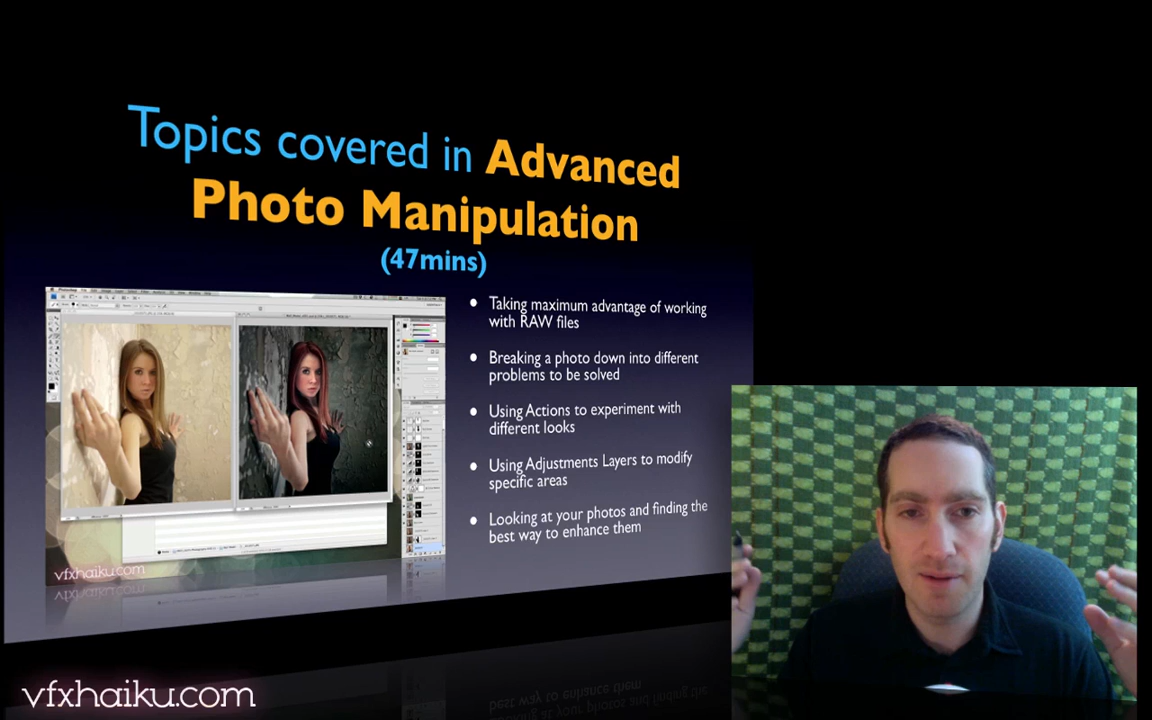 Topics covered in Advanced
Photo Manipulation
(47mins)
Taking maximum advantage of working
with RAW files
Breaking a photo down into different
problems to be solved
Using Actions to experiment with
different looks
Using Adjustments Layers to modify
specific areas
Looking at your photos and finding the
best way to enhance them
vfxhaiku.com
vfxhaiku.com